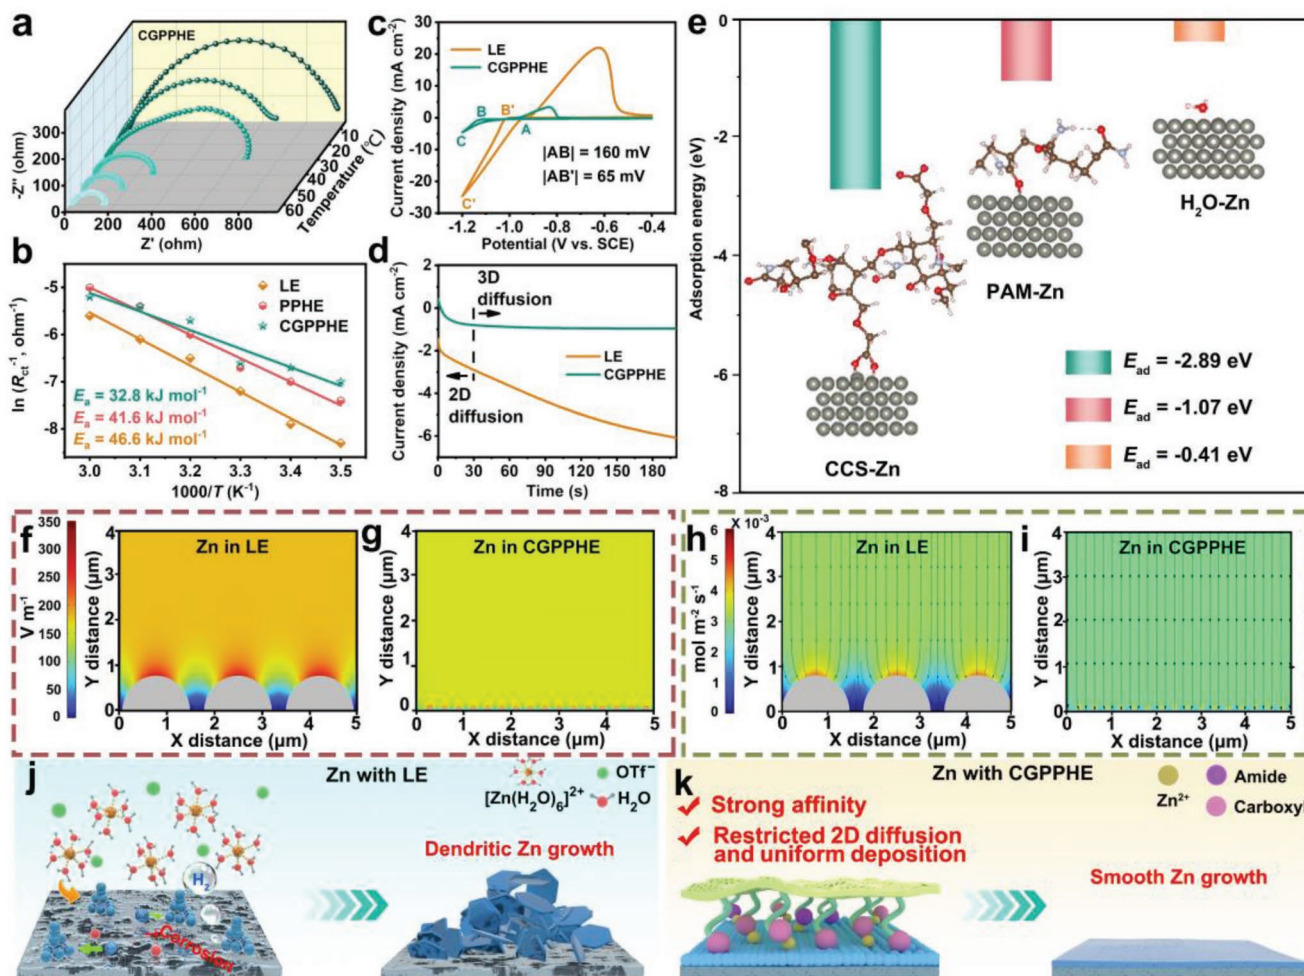 a
CGPPHE
-Z" (ohm)
300
200
100
0
0 200 400 600 800
Z' (ohm)
10
20
30
40
50
60
Temperature (°C)
b
ln (Rct⁻¹, ohm⁻¹)
-5
-6
-7
-8
LE
PPHE
CGPPHE
Ea = 32.8 kJ mol⁻¹
Ea = 41.6 kJ mol⁻¹
Ea = 46.6 kJ mol⁻¹
3.0 3.1 3.2 3.3 3.4 3.5
1000/T (K⁻¹)
c
Current density (mA cm⁻²)
30
20
10
0
-10
-20
-30
LE
CGPPHE
B B'
C A
C'
|AB| = 160 mV
|AB'| = 65 mV
-1.2 -1.0 -0.8 -0.6 -0.4
Potential (V vs. SCE)
d
Current density (mA cm⁻²)
2
0
-2
-4
-6
3D
diffusion
LE
CGPPHE
2D
diffusion
0 30 60 90 120 150 180
Time (s)
e
Adsorption energy (eV)
0
-2
-4
-6
-8
H₂O-Zn
PAM-Zn
CCS-Zn
Ead = -2.89 eV
Ead = -1.07 eV
Ead = -0.41 eV
f
V m⁻¹
350
300
250
200
150
100
50
0
Zn in LE
Y distance (µm)
4
3
2
1
0
0 1 2 3 4 5
X distance (µm)
g
Zn in CGPPHE
Y distance (µm)
4
3
2
1
0
0 1 2 3 4 5
X distance (µm)
h
X 10⁻³
mol m⁻² s⁻¹
6
5
4
3
2
1
0
Zn in LE
Y distance (µm)
4
3
2
1
0
0 1 2 3 4 5
X distance (µm)
i
Zn in CGPPHE
Y distance (µm)
4
3
2
1
0
0 1 2 3 4 5
X distance (µm)
j
Zn with LE
OTf⁻
[Zn(H₂O)₆]²⁺
H₂O
H₂
Corrosion
Dendritic Zn growth
k
Zn with CGPPHE
Zn²⁺
Amide
Carboxyl
✓ Strong affinity
✓ Restricted 2D diffusion
and uniform deposition
Smooth Zn growth